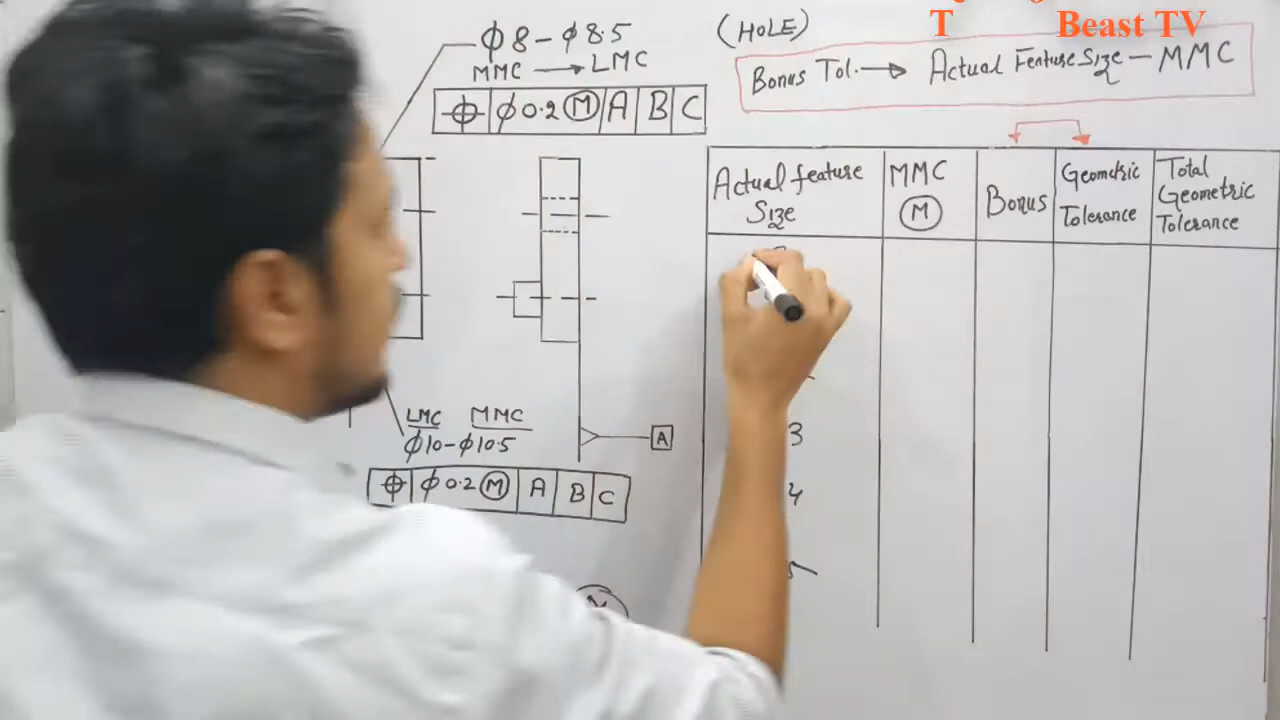 T Beast TV
Φ8 - Φ8.5
MMC → LMC
⌖ Φ0.2 Ⓜ A B C
(HOLE)
Bonus Tol. → Actual Feature Size - MMC
Actual feature Size
MMC Ⓜ
Bonus
Geometric Tolerance
Total Geometric Tolerance
3
4
5
LMC MMC
Φ10 - Φ10.5
⌖ Φ0.2 Ⓜ A B C
A